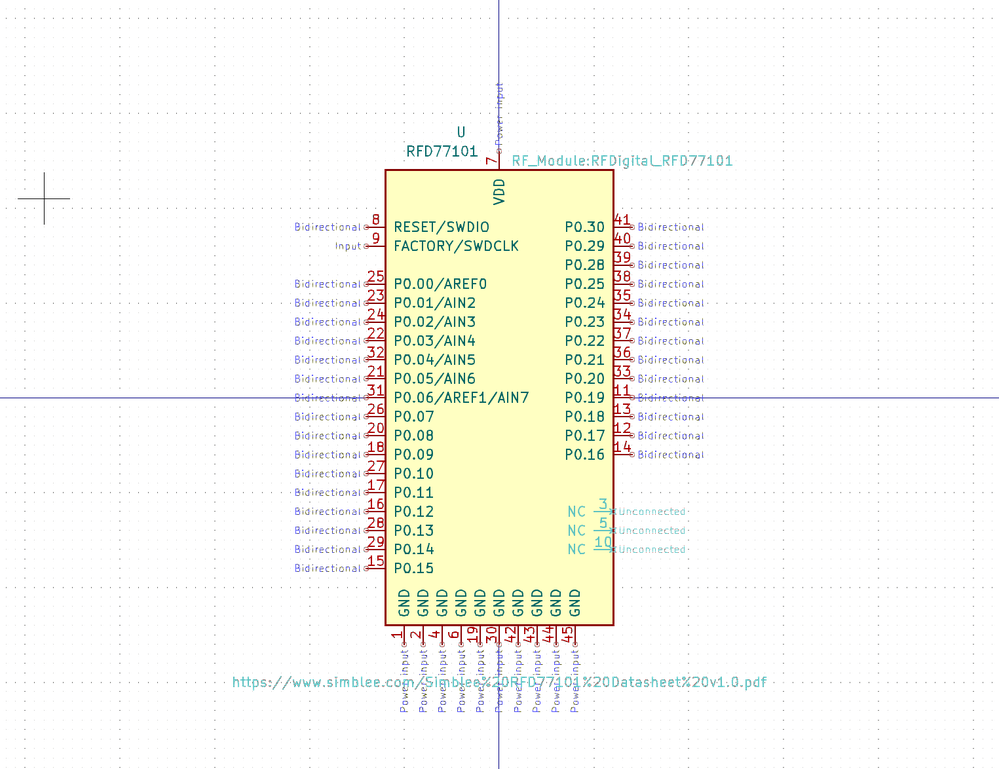 Power input
U
RFD77101
RF_Module:RFDigital_RFD77101
7
VDD
Bidirectional 8 RESET/SWDIO P0.30 41 Bidirectional
Input 9 FACTORY/SWDCLK P0.29 40 Bidirectional
P0.28 39 Bidirectional
Bidirectional 25 P0.00/AREF0 P0.25 38 Bidirectional
Bidirectional 23 P0.01/AIN2 P0.24 35 Bidirectional
Bidirectional 24 P0.02/AIN3 P0.23 34 Bidirectional
Bidirectional 22 P0.03/AIN4 P0.22 37 Bidirectional
Bidirectional 32 P0.04/AIN5 P0.21 36 Bidirectional
Bidirectional 21 P0.05/AIN6 P0.20 33 Bidirectional
Bidirectional 31 P0.06/AREF1/AIN7 P0.19 11 Bidirectional
Bidirectional 26 P0.07 P0.18 13 Bidirectional
Bidirectional 20 P0.08 P0.17 12 Bidirectional
Bidirectional 18 P0.09 P0.16 14 Bidirectional
Bidirectional 27 P0.10
Bidirectional 17 P0.11
Bidirectional 16 P0.12 NC 3 Unconnected
Bidirectional 28 P0.13 NC 5 Unconnected
Bidirectional 29 P0.14 NC 10 Unconnected
Bidirectional 15 P0.15
GND GND GND GND GND GND GND GND GND GND
1 2 4 6 19 30 42 43 44 45
Power input Power input Power input Power input Power input Power input Power input Power input Power input Power input
https://www.simblee.com/Simblee%20RFD77101%20Datasheet%20v1.0.pdf